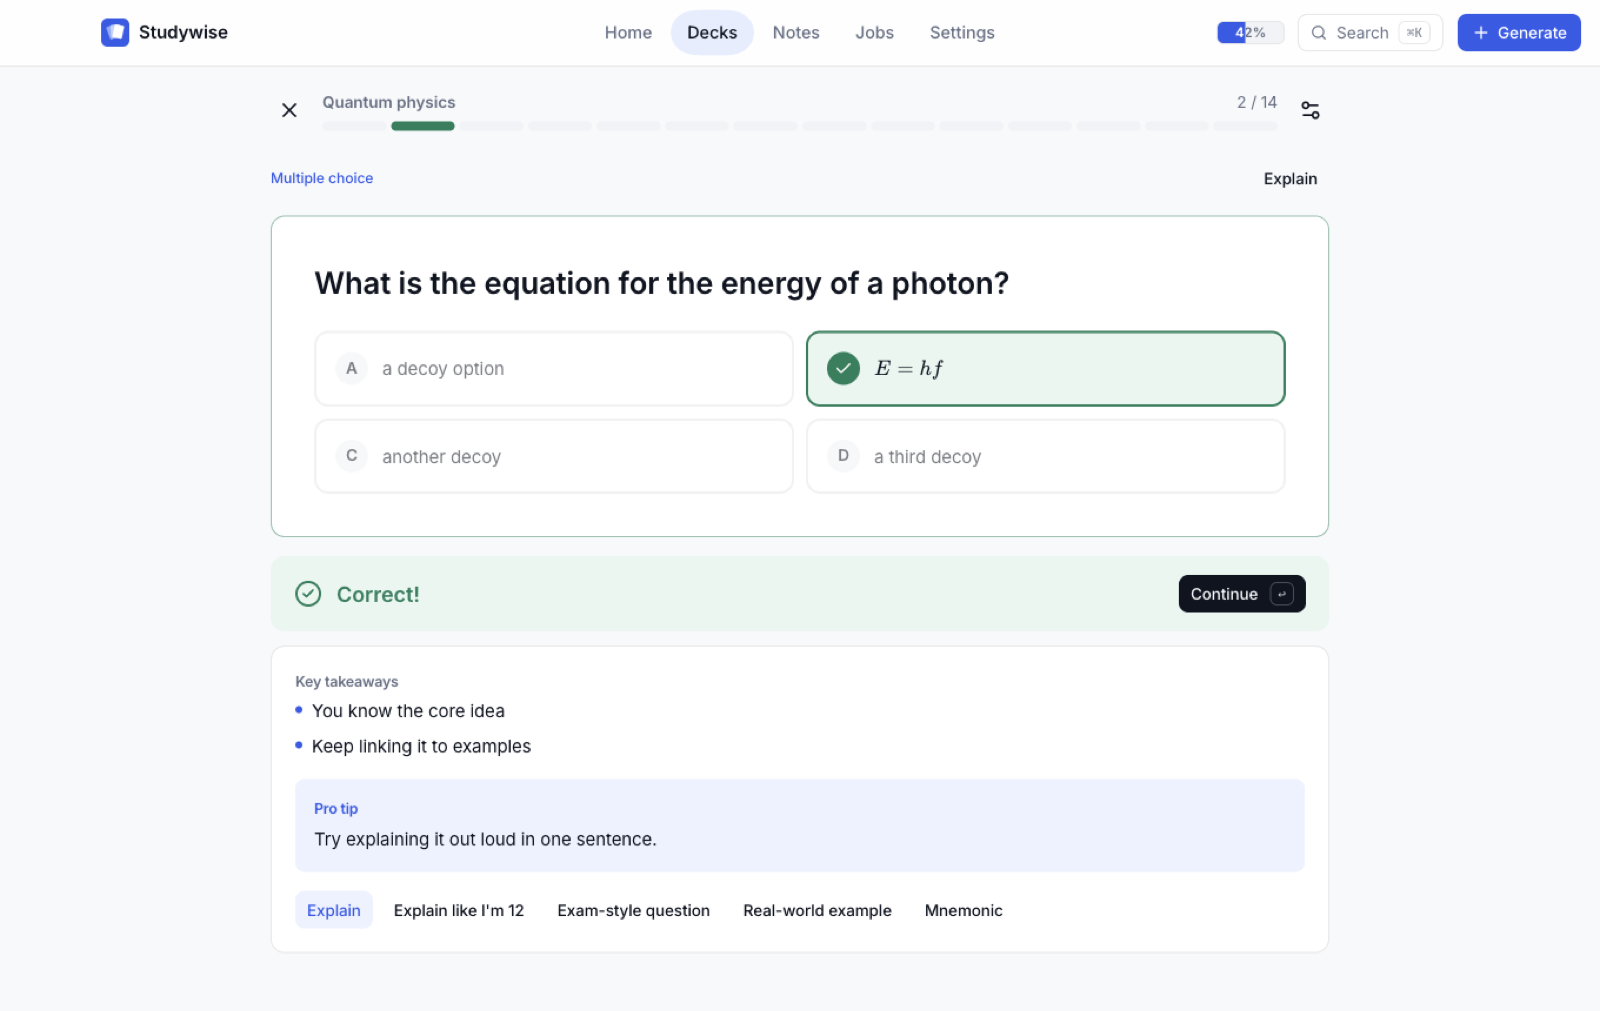 Studywise
Home Decks Notes Jobs Settings
42%
Search ⌘K
+ Generate
Quantum physics
2 / 14
Multiple choice
Explain
What is the equation for the energy of a photon?
A a decoy option
E = hf
C another decoy
D a third decoy
Correct!
Continue ↵
Key takeaways
• You know the core idea
• Keep linking it to examples
Pro tip
Try explaining it out loud in one sentence.
Explain Explain like I'm 12 Exam-style question Real-world example Mnemonic